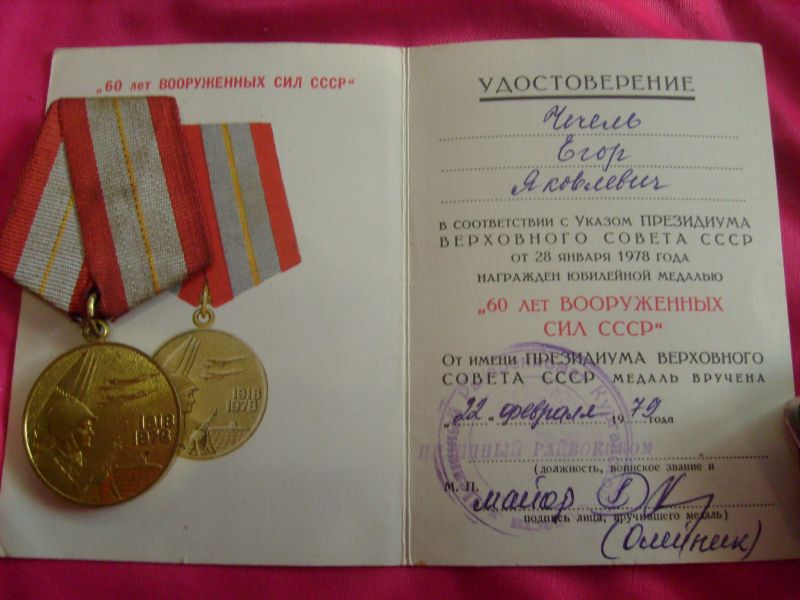 „60 лет ВООРУЖЕННЫХ СИЛ СССР“
1918
1978
1918
1978
УДОСТОВЕРЕНИЕ
Чечель
Егор
Яковлевич
В СООТВЕТСТВИИ С УКАЗОМ ПРЕЗИДИУМА
ВЕРХОВНОГО СОВЕТА СССР
ОТ 28 ЯНВАРЯ 1978 ГОДА
НАГРАЖДЕН ЮБИЛЕЙНОЙ МЕДАЛЬЮ
„60 ЛЕТ ВООРУЖЕННЫХ
СИЛ СССР“
ОТ ИМЕНИ ПРЕЗИДИУМА ВЕРХОВНОГО
СОВЕТА СССР МЕДАЛЬ ВРУЧЕНА
„22 „ февраля 1979 года
РАЙВОЕНКОМ
(должность, воинское звание и
М. П. майор
подпись лица, вручившего медаль)
(Олейник)